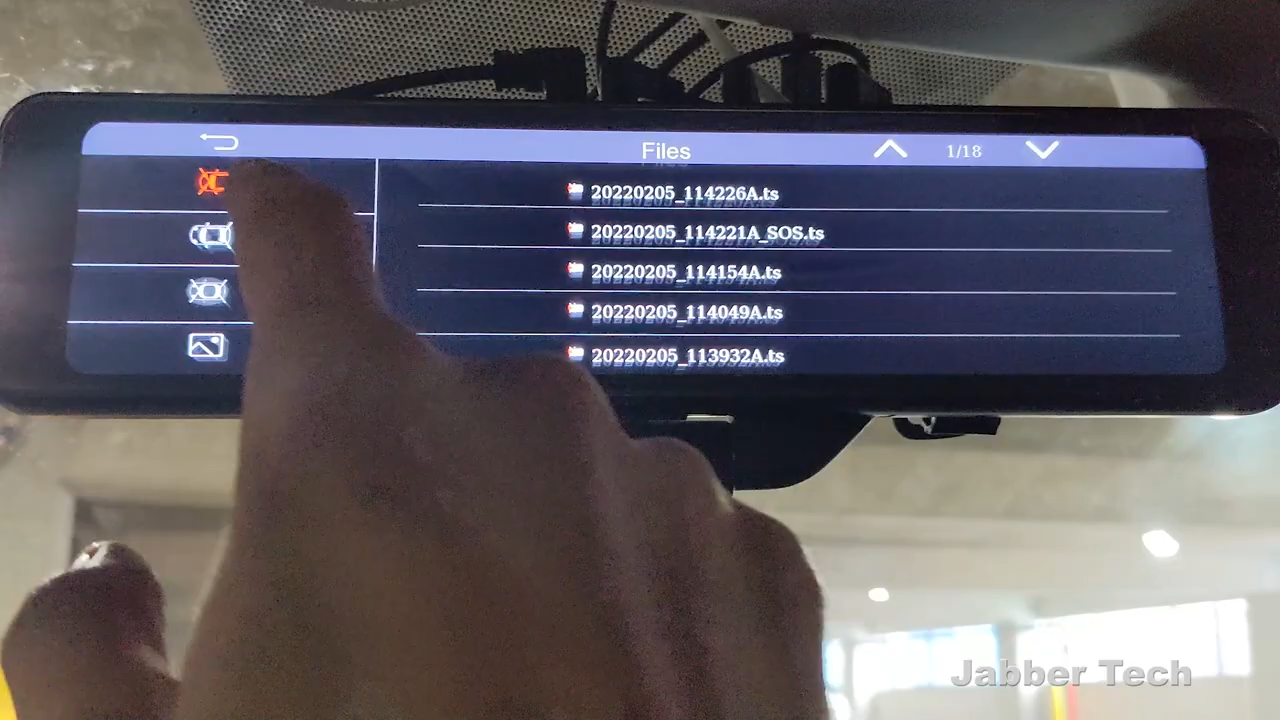 Files
1/18
20220205_114226A.ts
20220205_114221A_SOS.ts
20220205_114154A.ts
20220205_114049A.ts
20220205_113932A.ts
Jabber Tech